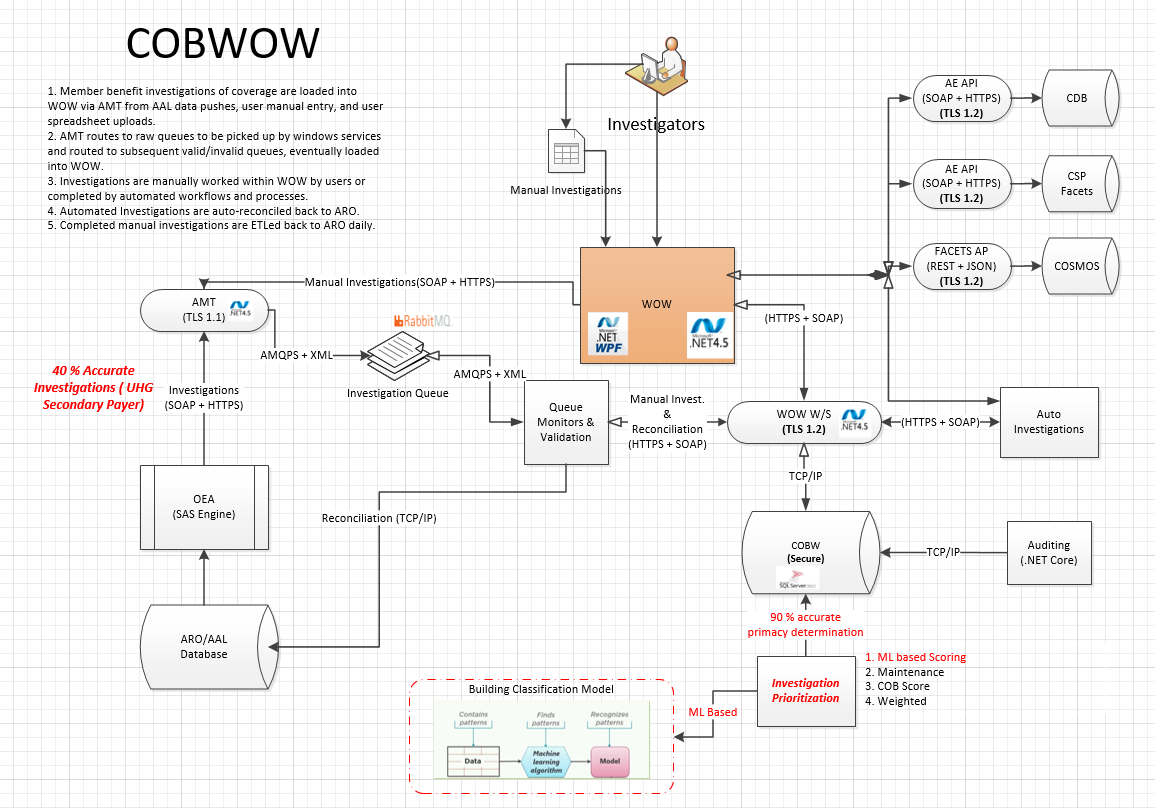 COBWOW
1. Member benefit investigations of coverage are loaded into
WOW via AMT from AAL data pushes, user manual entry, and user
spreadsheet uploads.
2. AMT routes to raw queues to be picked up by windows services
and routed to subsequent valid/invalid queues, eventually loaded
into WOW.
3. Investigations are manually worked within WOW by users or
completed by automated workflows and processes.
4. Automated Investigations are auto-reconciled back to ARO.
5. Completed manual investigations are ETLed back to ARO daily.
Investigators
Manual Investigations
AE API
(SOAP + HTTPS)
(TLS 1.2)
CDB
AE API
(SOAP + HTTPS)
(TLS 1.2)
CSP
Facets
FACETS AP
(REST + JSON)
(TLS 1.2)
COSMOS
WOW
Microsoft
.NET
WPF
Microsoft
.NET4.5
Manual Investigations(SOAP + HTTPS)
AMT
(TLS 1.1)
.NET4.5
RabbitMQ
(HTTPS + SOAP)
AMQPS + XML
Investigation Queue
AMQPS + XML
40 % Accurate
Investigations ( UHG
Secondary Payer)
Investigations
(SOAP + HTTPS)
Queue
Monitors &
Validation
Manual Invest.
&
Reconciliation
(HTTPS + SOAP)
WOW W/S
(TLS 1.2)
.NET4.5
(HTTPS + SOAP)
Auto
Investigations
TCP/IP
OEA
(SAS Engine)
Reconciliation (TCP/IP)
COBW
(Secure)
SQL Server
TCP/IP
Auditing
(.NET Core)
ARO/AAL
Database
90 % accurate
primacy determination
Investigation
Prioritization
1. ML based Scoring
2. Maintenance
3. COB Score
4. Weighted
ML Based
Building Classification Model
Contains
patterns
Finds
patterns
Recognizes
patterns
Data
Machine
learning
algorithm
Model